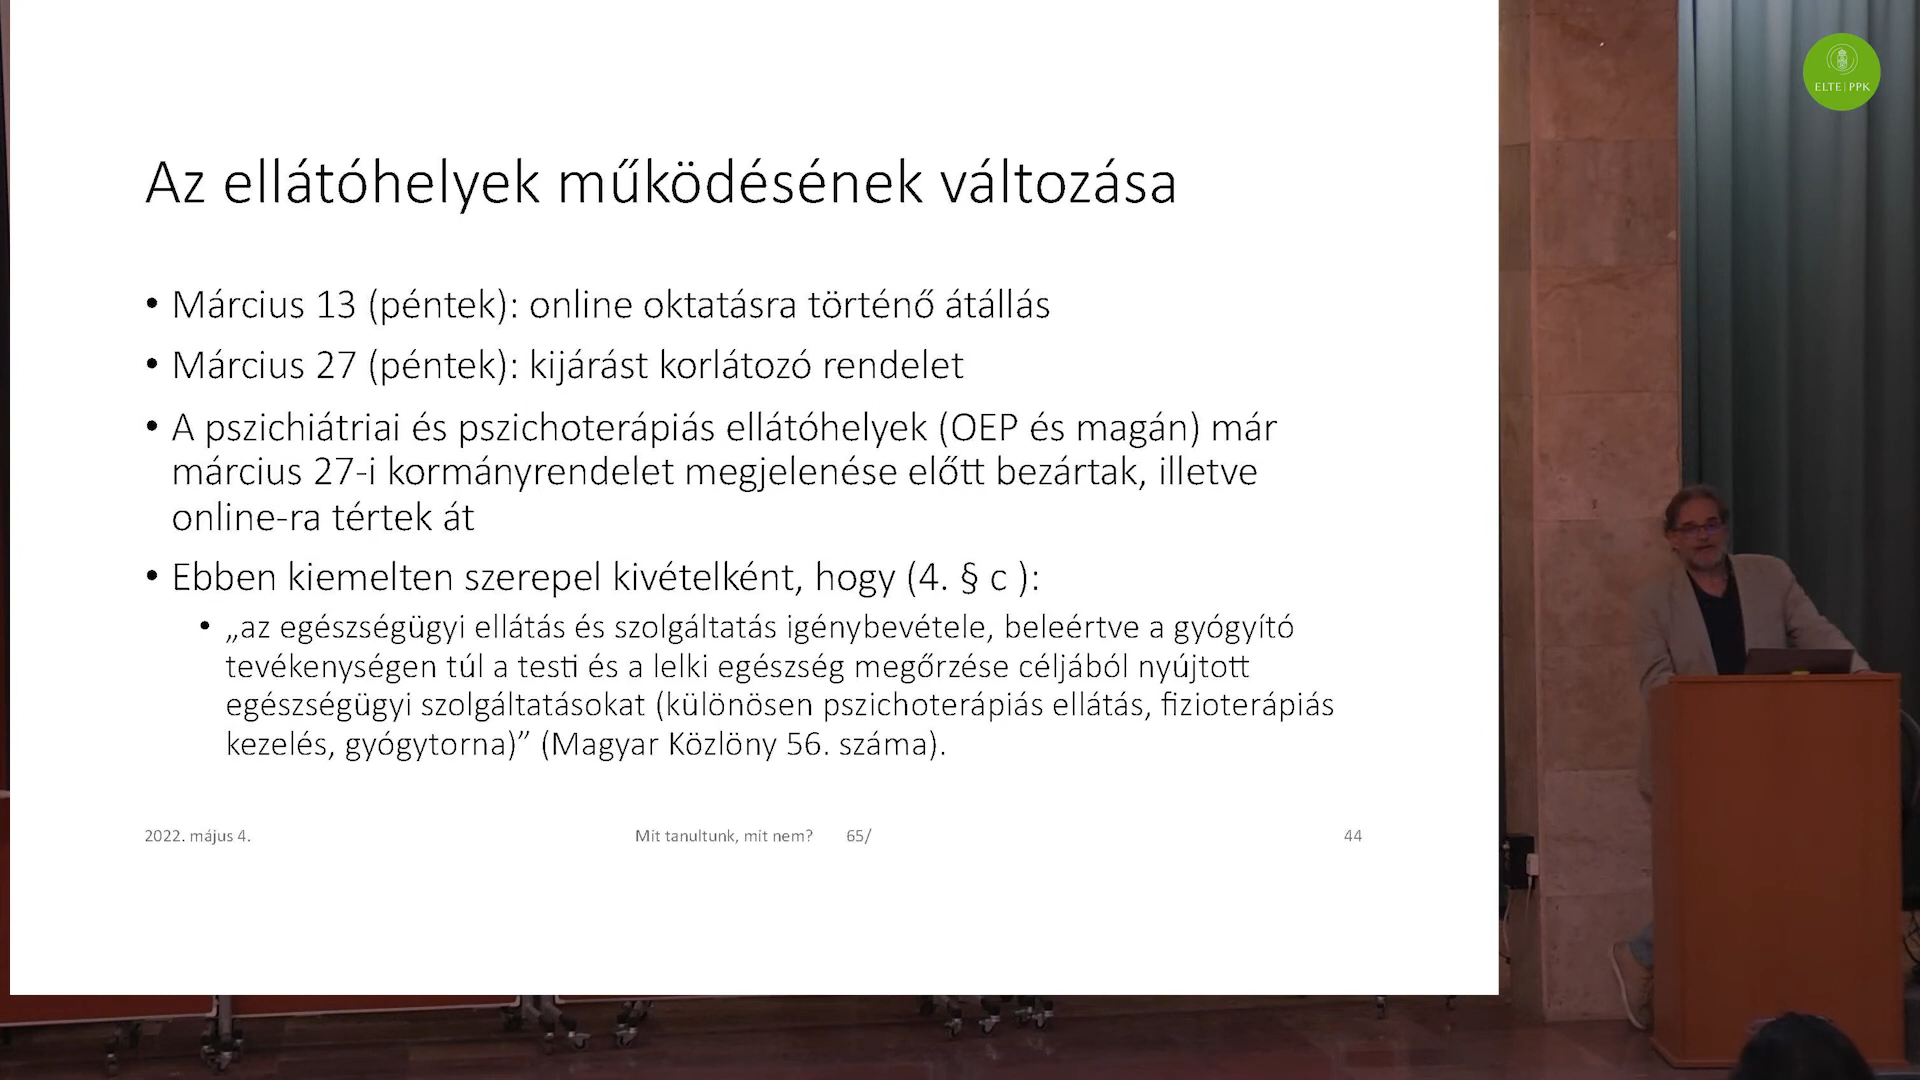 ELTE | PPK
Az ellátóhelyek működésének változása
• Március 13 (péntek): online oktatásra történő átállás
• Március 27 (péntek): kijárást korlátozó rendelet
• A pszichiátriai és pszichoterápiás ellátóhelyek (OEP és magán) már
március 27-i kormányrendelet megjelenése előtt bezártak, illetve
online-ra tértek át
• Ebben kiemelten szerepel kivételként, hogy (4. § c ):
• „az egészségügyi ellátás és szolgáltatás igénybevétele, beleértve a gyógyító
tevékenységen túl a testi és a lelki egészség megőrzése céljából nyújtott
egészségügyi szolgáltatásokat (különösen pszichoterápiás ellátás, fizioterápiás
kezelés, gyógytorna)” (Magyar Közlöny 56. száma).
2022. május 4. Mit tanultunk, mit nem? 65/ 44